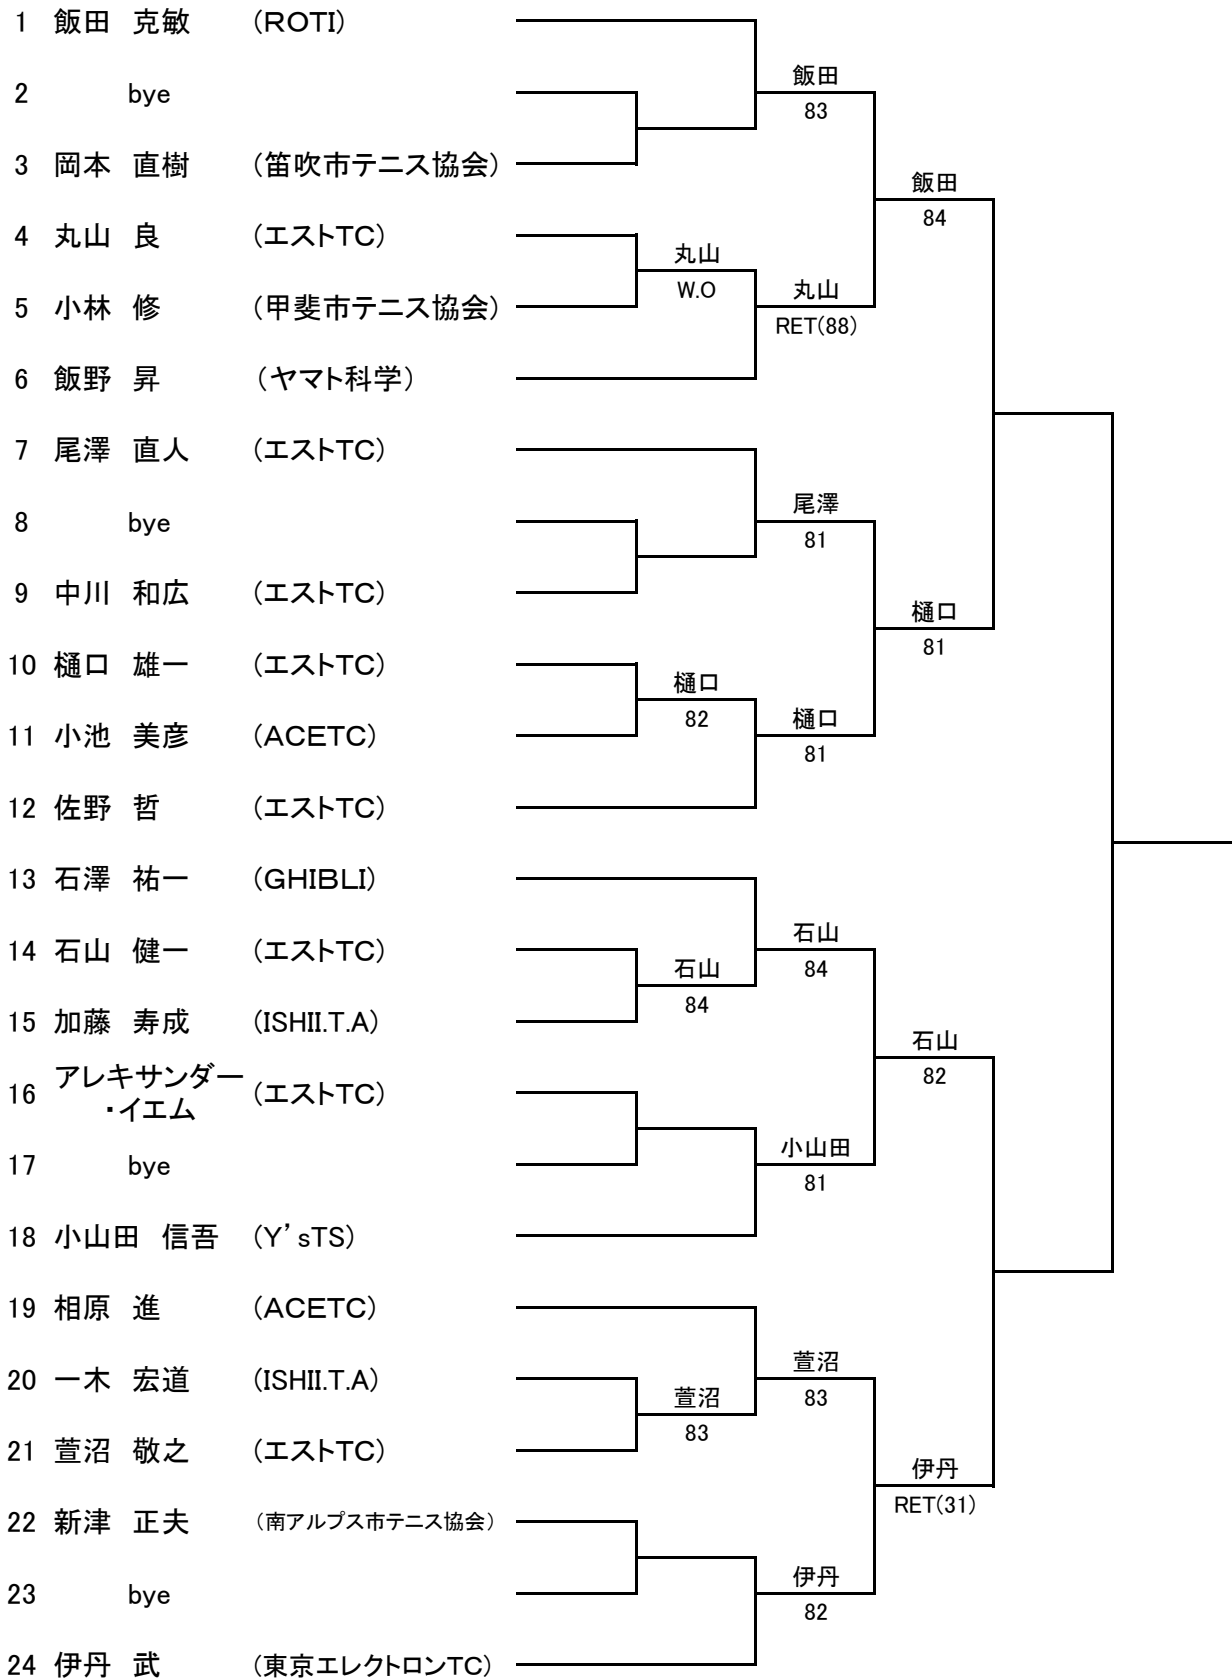 1 飯田 克敏 (ROTI)
飯田
2 bye
83
3 岡本 直樹 (笛吹市テニス協会)
飯田
84
4 丸山 良 (エストTC)
丸山
W.O
5 小林 修 (甲斐市テニス協会)
丸山
RET(88)
6 飯野 昇 (ヤマト科学)
7 尾澤 直人 (エストTC)
尾澤
8 bye
81
9 中川 和広 (エストTC)
樋口
81
10 樋口 雄一 (エストTC)
樋口
82
11 小池 美彦 (ACETC)
樋口
81
12 佐野 哲 (エストTC)
13 石澤 祐一 (GHIBLI)
石山
14 石山 健一 (エストTC)
84
石山
84
15 加藤 寿成 (ISHII.T.A)
石山
82
16 アレキサンダー (エストTC)
・イエム
小山田
17 bye
81
18 小山田 信吾 (Y'sTS)
19 相原 進 (ACETC)
萱沼
20 一木 宏道 (ISHII.T.A)
83
萱沼
83
21 萱沼 敬之 (エストTC)
伊丹
RET(31)
22 新津 正夫 (南アルプス市テニス協会)
伊丹
23 bye
82
24 伊丹 武 (東京エレクトロンTC)